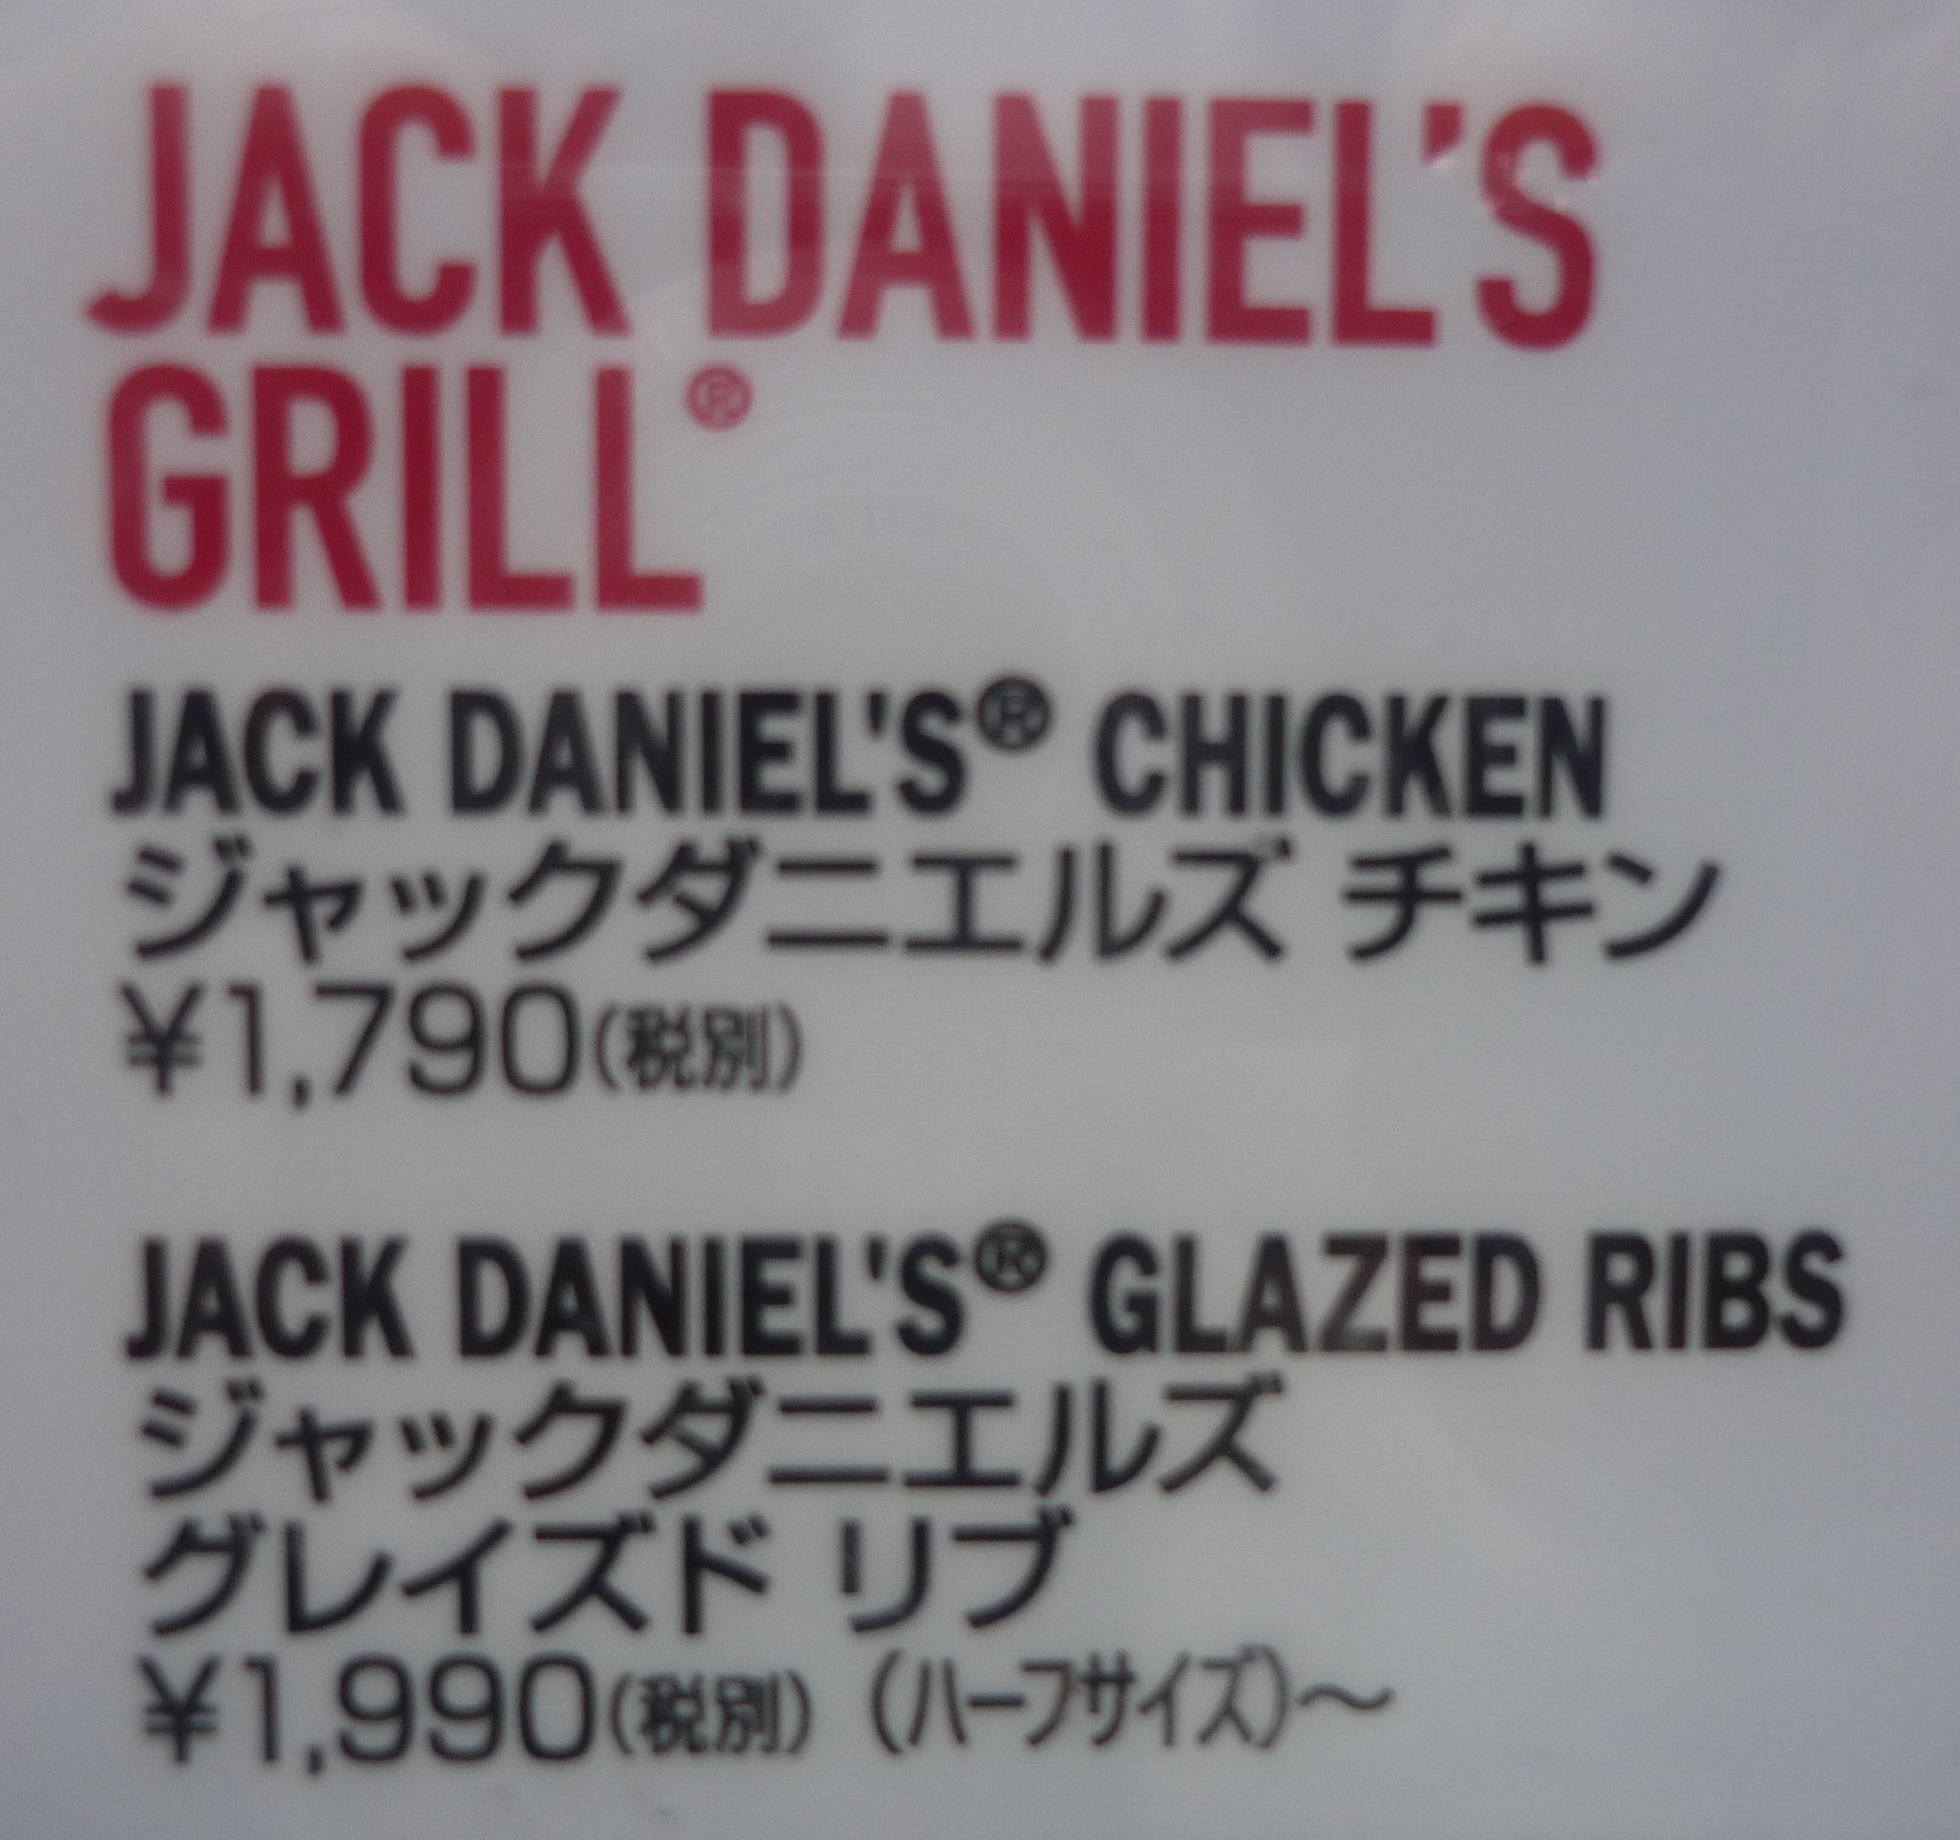 JACK DANIEL'S
GRILL®
JACK DANIEL'S® CHICKEN
ジャックダニエルズ チキン
¥1,790(税別)
JACK DANIEL'S® GLAZED RIBS
ジャックダニエルズ
グレイズド リブ
¥1,990(税別) (ハーフサイズ)～